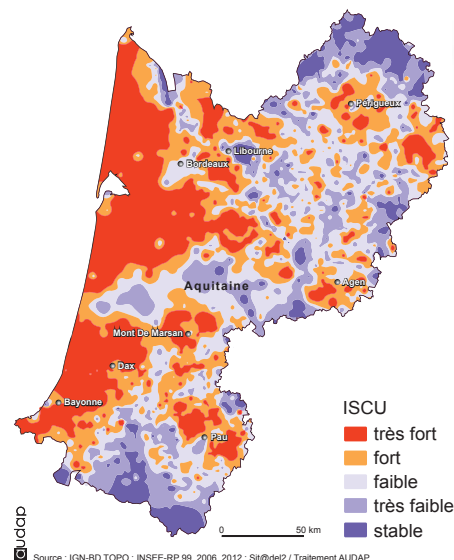 Périgueux
Libourne
Bordeaux
Aquitaine
Agen
Mont De Marsan
Dax
Bayonne
Pau
ISCU
très fort
fort
faible
très faible
stable
0 50 km
audap
Source : IGN-BD TOPO ; INSEE-RP 99, 2006, 2012 ; Sit@del2 / Traitement AUDAP